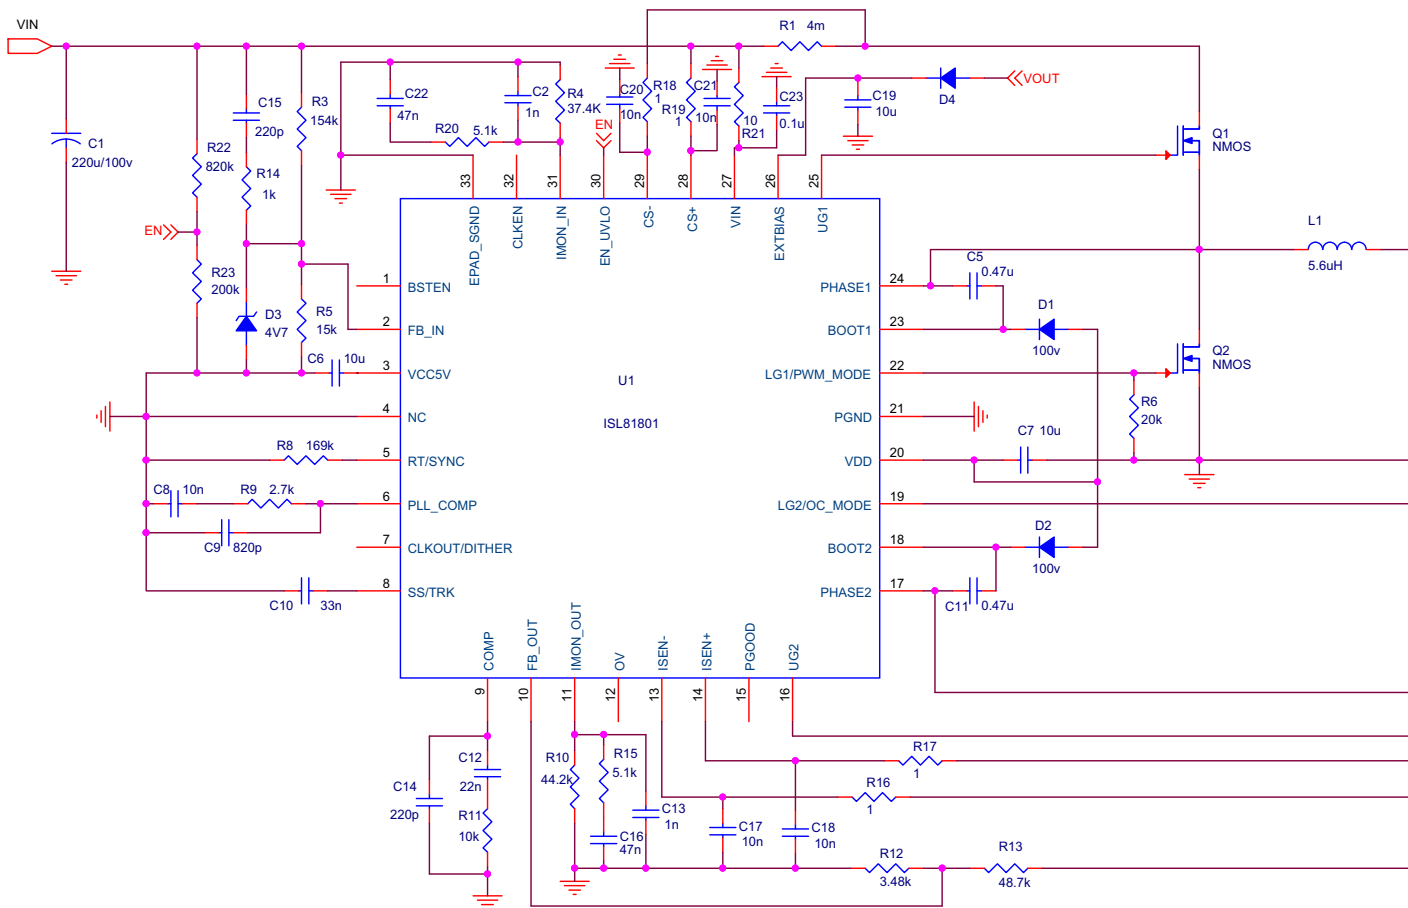 VIN
R1 4m
VOUT
D4
C1
220u/100v
R22
820k
C15
220p
R3
154k
R14
1k
EN
R23
200k
D3
4V7
R5
15k
C6 10u
C22
47n
R20 5.1k
C2
1n
R4
37.4K
EN
C20
10n
R18
1
R19
1
C21
10n
10
R21
C23
0.1u
C19
10u
Q1
NMOS
33
32
31
30
29
28
27
26
25
EPAD_SGND
CLKEN
IMON_IN
EN_UVLO
CS-
CS+
VIN
EXTBIAS
UG1
1
BSTEN
2
FB_IN
3
VCC5V
4
NC
5
RT/SYNC
6
PLL_COMP
7
CLKOUT/DITHER
8
SS/TRK
R8 169k
C8 10n
R9 2.7k
C9 820p
C10 33n
U1
ISL81801
PHASE1
24
BOOT1
23
LG1/PWM_MODE
22
PGND
21
VDD
20
LG2/OC_MODE
19
BOOT2
18
PHASE2
17
C5
0.47u
D1
100v
L1
5.6uH
Q2
NMOS
R6
20k
C7 10u
D2
100v
C11 0.47u
COMP
FB_OUT
IMON_OUT
OV
ISEN-
ISEN+
PGOOD
UG2
9
10
11
12
13
14
15
16
C14
220p
C12
22n
R11
10k
R10
44.2k
R15
5.1k
C16
47n
C13
1n
C17
10n
C18
10n
R17
1
R16
1
R12
3.48k
R13
48.7k